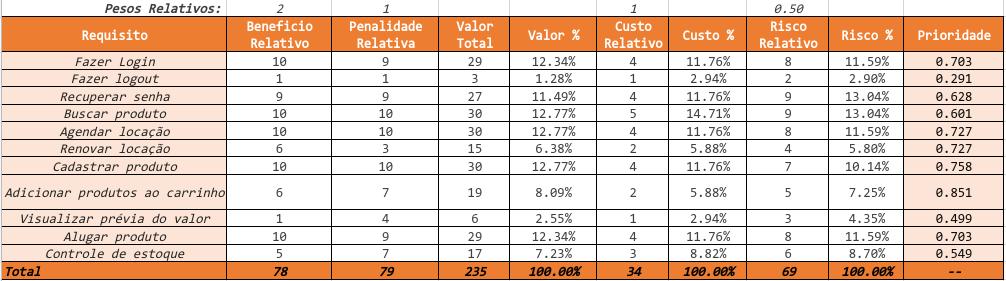 Pesos Relativos: 2 1 1 0.50
Requisito Beneficio Relativo Penalidade Relativa Valor Total Valor % Custo Relativo Custo % Risco Relativo Risco % Prioridade
Fazer Login 10 9 29 12.34% 4 11.76% 8 11.59% 0.703
Fazer logout 1 1 3 1.28% 1 2.94% 2 2.90% 0.291
Recuperar senha 9 9 27 11.49% 4 11.76% 9 13.04% 0.628
Buscar produto 10 10 30 12.77% 5 14.71% 9 13.04% 0.601
Agendar locação 10 10 30 12.77% 4 11.76% 8 11.59% 0.727
Renovar locação 6 3 15 6.38% 2 5.88% 4 5.80% 0.727
Cadastrar produto 10 10 30 12.77% 4 11.76% 7 10.14% 0.758
Adicionar produtos ao carrinho 6 7 19 8.09% 2 5.88% 5 7.25% 0.851
Visualizar prévia do valor 1 4 6 2.55% 1 2.94% 3 4.35% 0.499
Alugar produto 10 9 29 12.34% 4 11.76% 8 11.59% 0.703
Controle de estoque 5 7 17 7.23% 3 8.82% 6 8.70% 0.549
Total 78 79 235 100.00% 34 100.00% 69 100.00% --